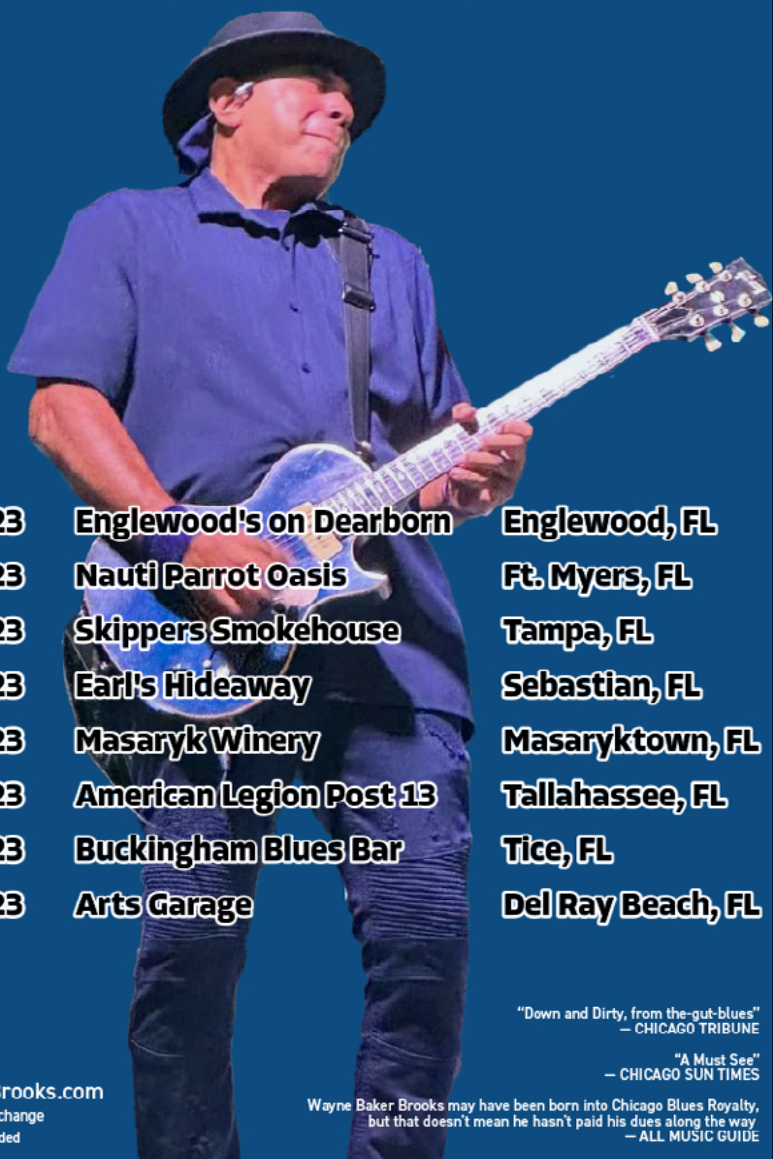 23 Englewood's on Dearborn Englewood, FL
23 Nauti Parrot Oasis Ft. Myers, FL
23 Skippers Smokehouse Tampa, FL
23 Earl's Hideaway Sebastian, FL
23 Masaryk Winery Masaryktown, FL
23 American Legion Post 13 Tallahassee, FL
23 Buckingham Blues Bar Tice, FL
23 Arts Garage Del Ray Beach, FL
“Down and Dirty, from the-gut-blues”
— CHICAGO TRIBUNE
“A Must See”
— CHICAGO SUN TIMES
Wayne Baker Brooks may have been born into Chicago Blues Royalty,
but that doesn't mean he hasn't paid his dues along the way
— ALL MUSIC GUIDE
Brooks.com
change
ded